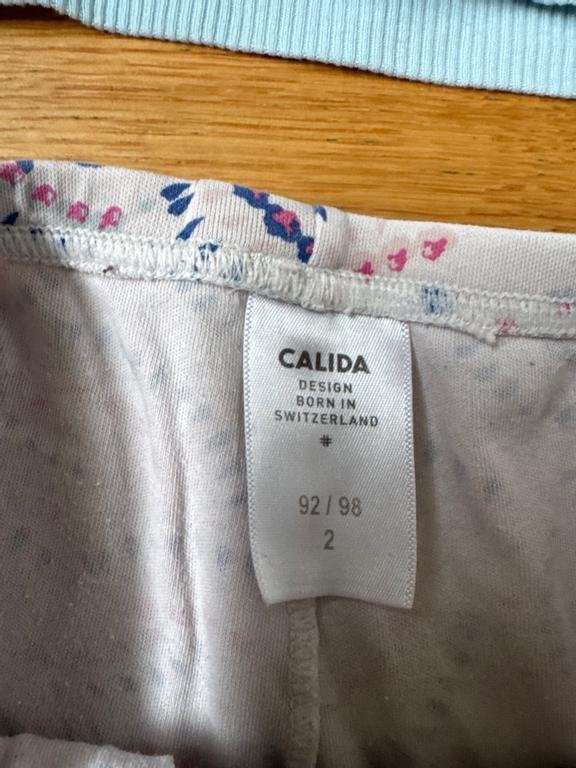 CALIDA
DESIGN
BORN IN
SWITZERLAND
#
92 / 98
2